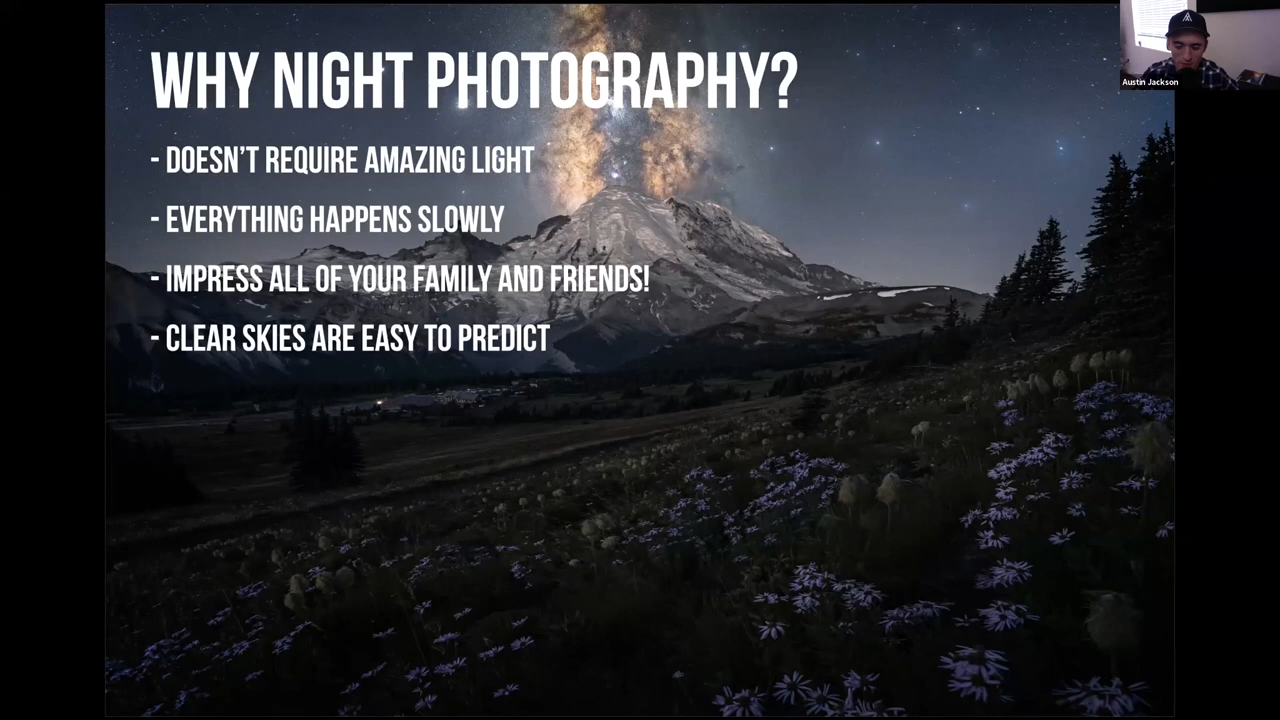 WHY NIGHT PHOTOGRAPHY?
- DOESN'T REQUIRE AMAZING LIGHT
- EVERYTHING HAPPENS SLOWLY
- IMPRESS ALL OF YOUR FAMILY AND FRIENDS!
- CLEAR SKIES ARE EASY TO PREDICT
Austin Jackson